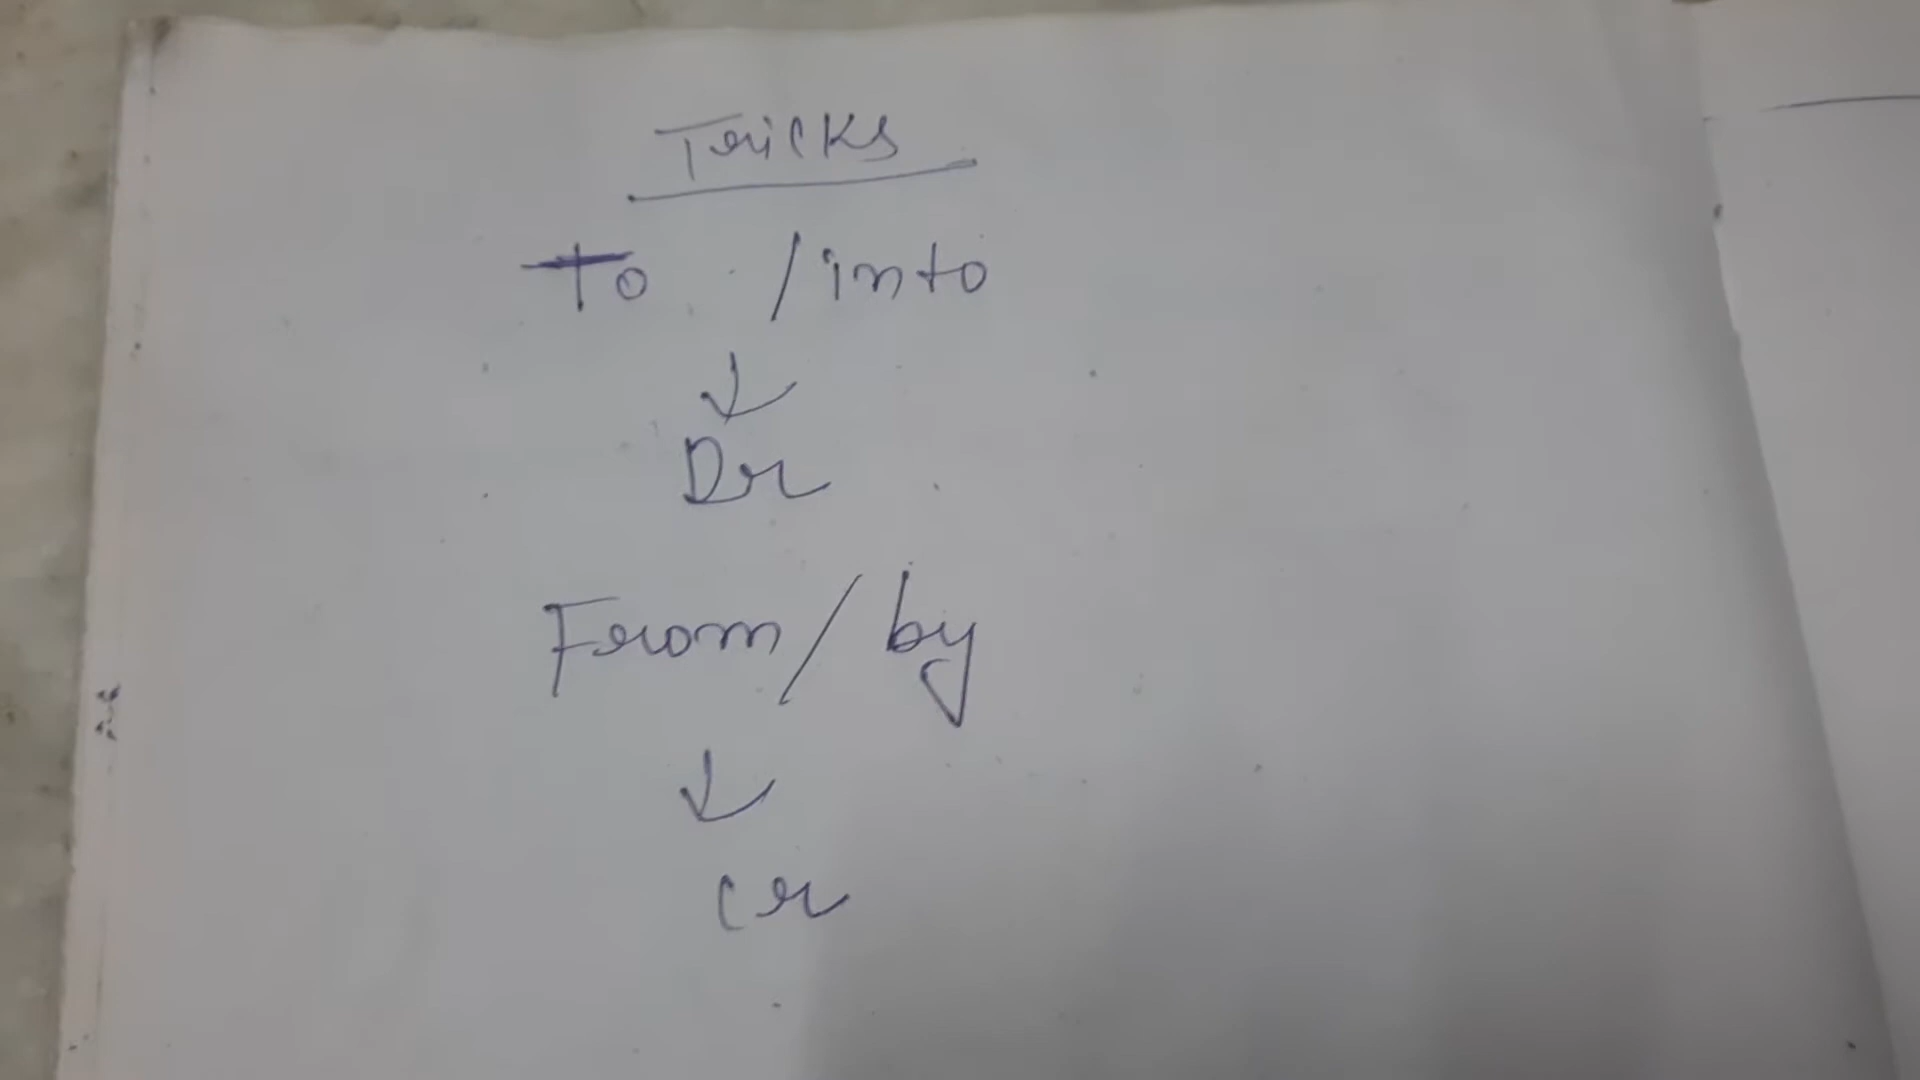 Tricks
To / into
↓
Dr
From / by
↓
Cr